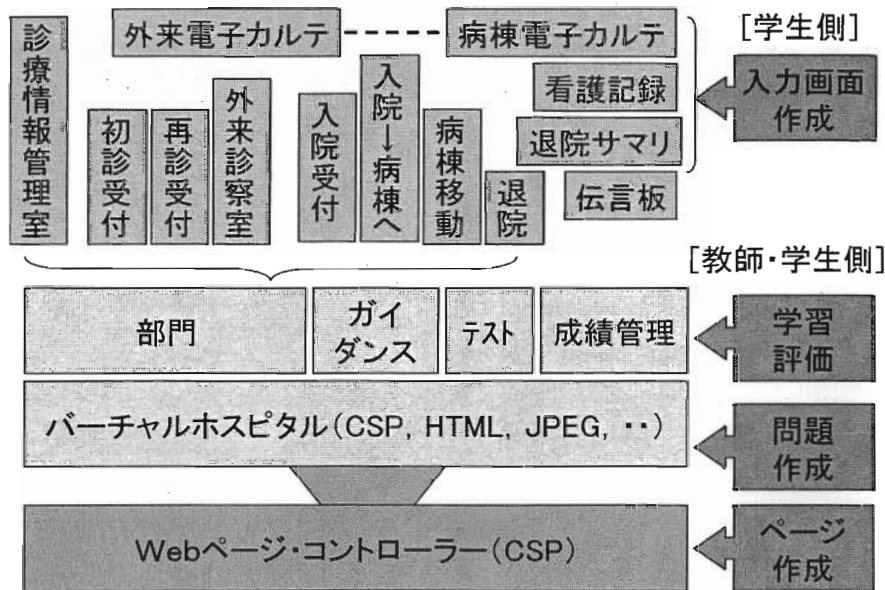 外来電子カルテ
病棟電子カルテ
[学生側]
診療情報管理室
初診受付
再診受付
外来診察室
入院受付
入院→病棟へ
病棟移動
退院
看護記録
退院サマリ
伝言板
入力画面
作成
[教師・学生側]
部門
ガイ
ダンス
テスト
成績管理
学習
評価
バーチャルホスピタル(CSP, HTML, JPEG, ・・)
問題
作成
Webページ・コントローラー(CSP)
ページ
作成